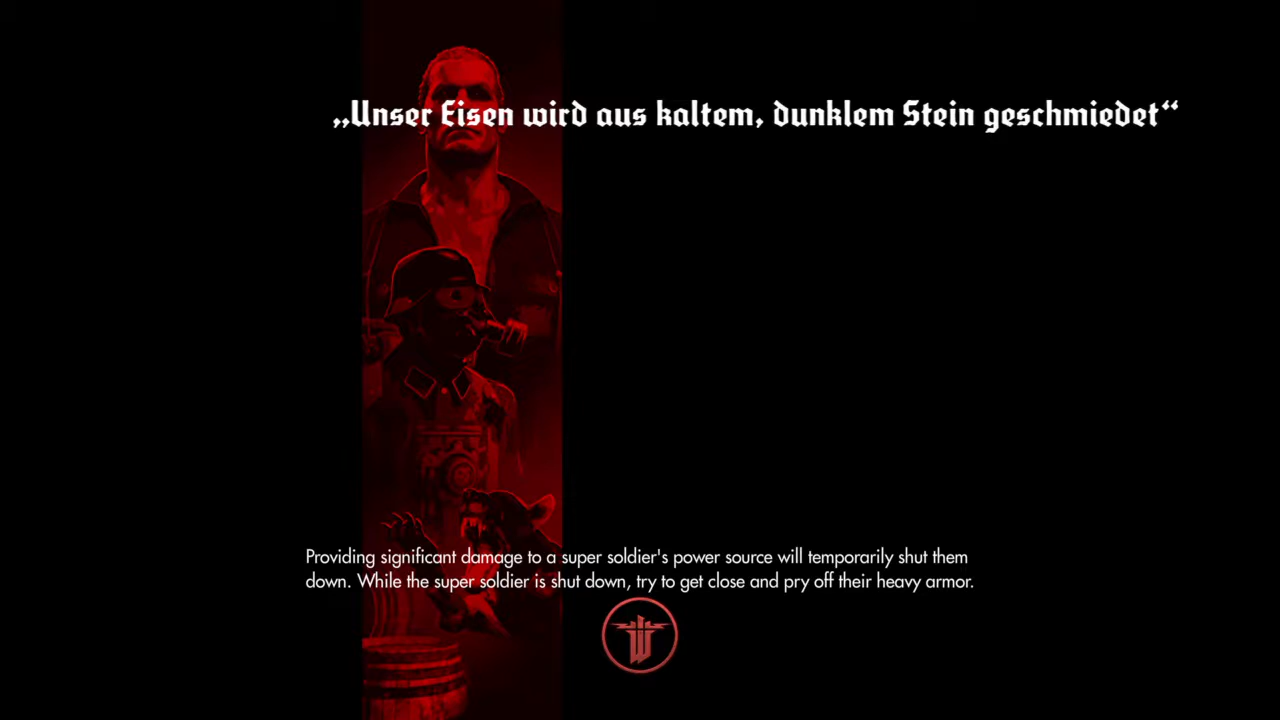 „Unser Eisen wird aus kaltem, dunklem Stein geschmiedet“
Providing significant damage to a super soldier's power source will temporarily shut them
down. While the super soldier is shut down, try to get close and pry off their heavy armor.